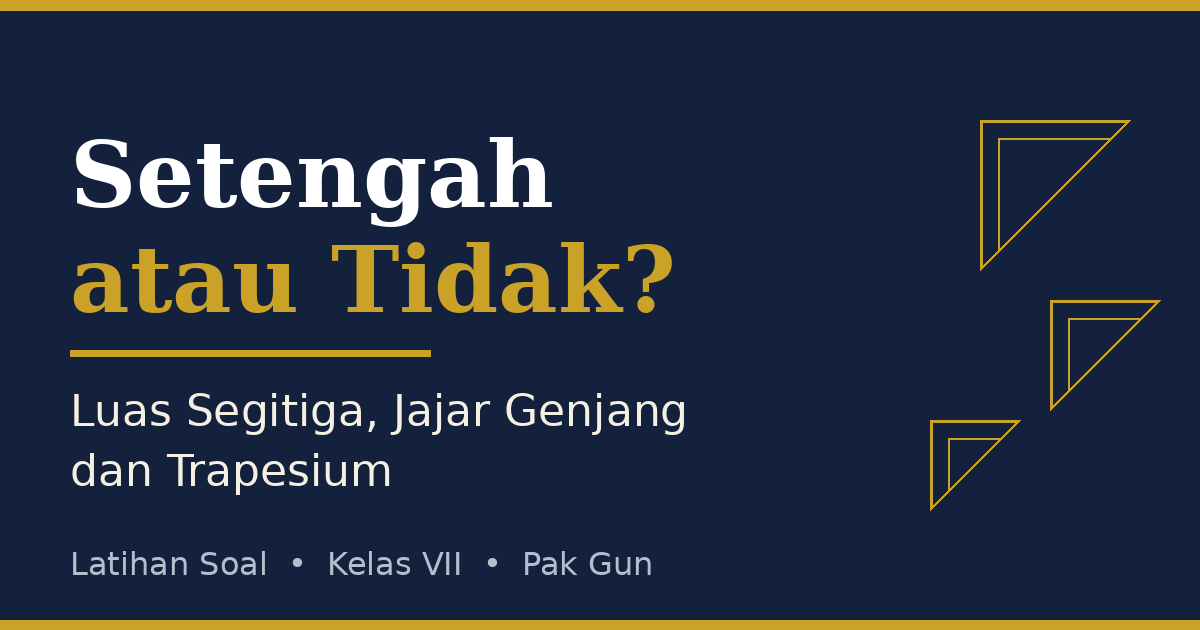 Setengah
atau Tidak?
Luas Segitiga, Jajar Genjang
dan Trapesium
Latihan Soal • Kelas VII • Pak Gun